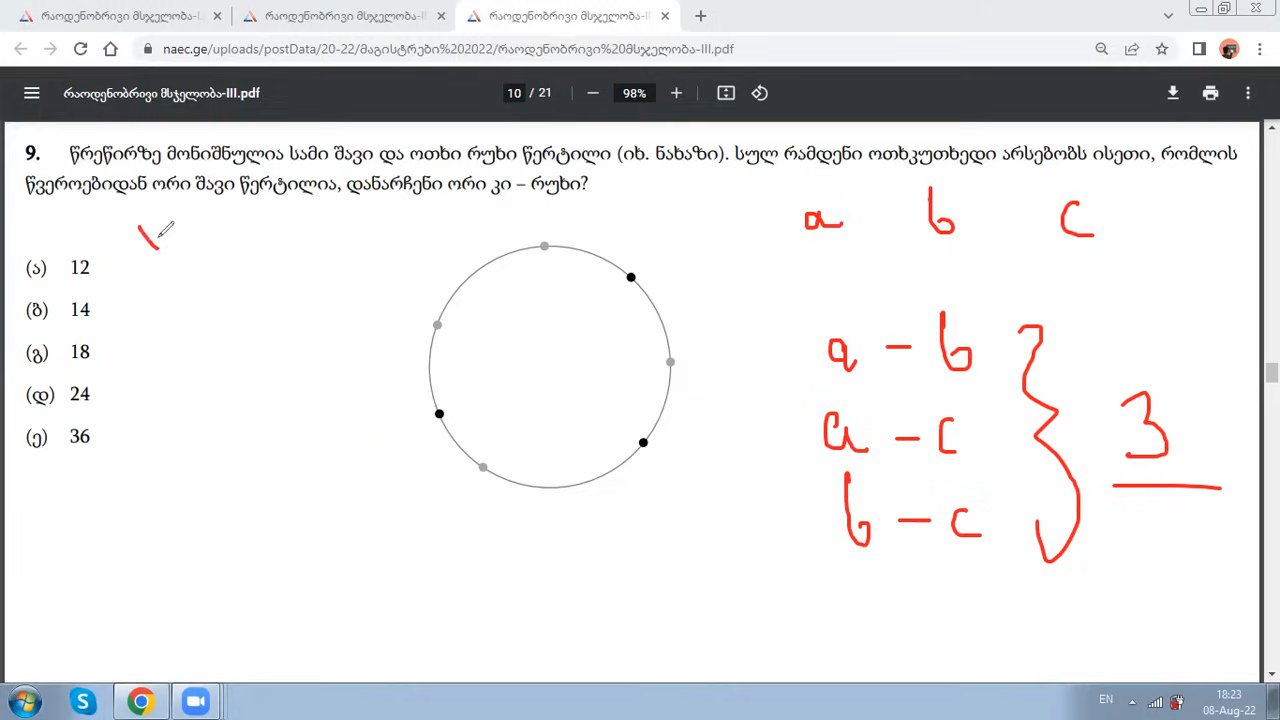 რაოდენობრივი მსჯელობა-I.
რაოდენობრივი მსჯელობა-
რაოდენობრივი მსჯელობა-II
naec.ge/uploads/postData/20-22/მაგისტრები%202022/რაოდენობრივი%20მსჯელობა-III.pdf
რაოდენობრივი მსჯელობა-III.pdf
10 / 21
98%
9. წრეწირზე მონიშნულია სამი შავი და ოთხი რუხი წერტილი (იხ. ნახაზი). სულ რამდენი ოთხკუთხედი არსებობს ისეთი, რომლის
წვეროებიდან ორი შავი წერტილია, დანარჩენი ორი კი – რუხი?
a b c
(ა) 12
(ბ) 14
(გ) 18
(დ) 24
(ე) 36
a - b
a - c
b - c
3
EN
18:23
08-Aug-22